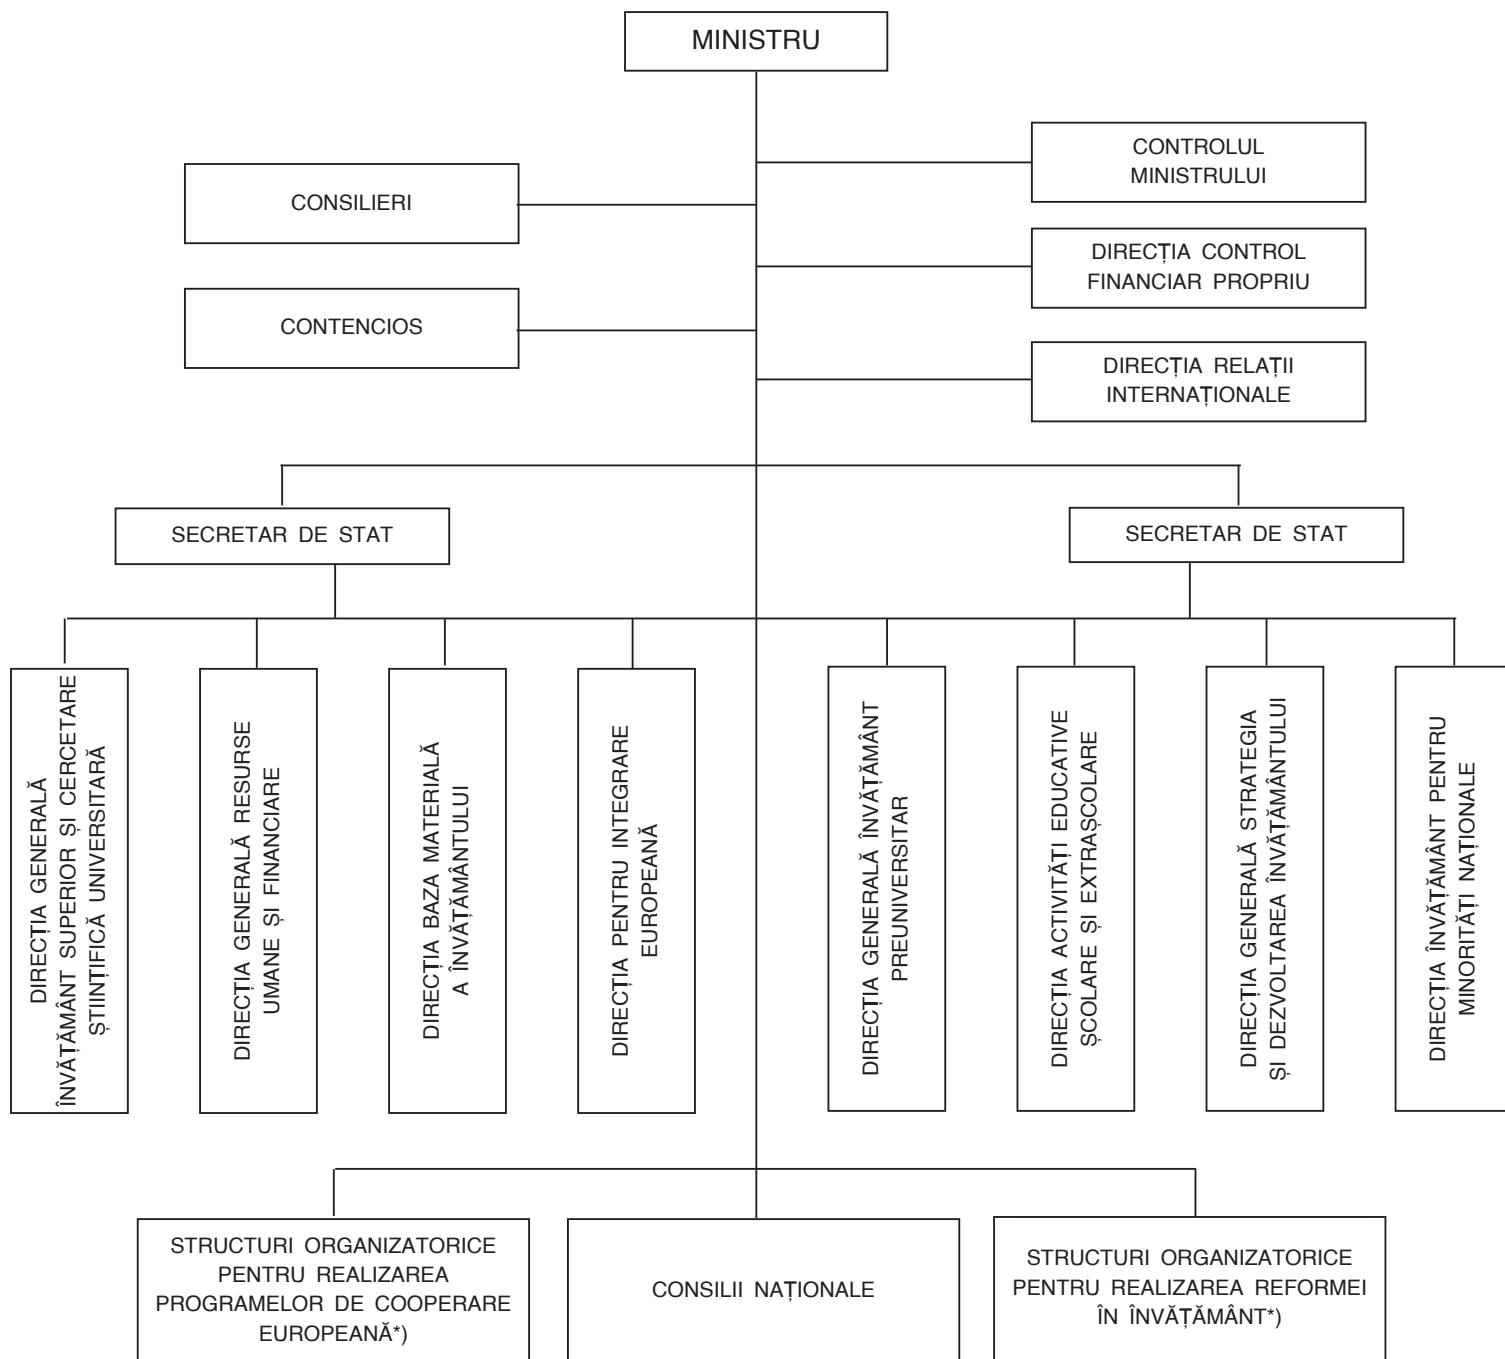 MINISTRU
CONTROLUL
MINISTRULUI
CONSILIERI
DIRECȚIA CONTROL
FINANCIAR PROPRIU
CONTENCIOS
DIRECȚIA RELAȚII
INTERNAȚIONALE
SECRETAR DE STAT
SECRETAR DE STAT
DIRECȚIA GENERALĂ
ÎNVĂȚĂMÂNT SUPERIOR ȘI CERCETARE
ȘTIINȚIFICĂ UNIVERSITARĂ
DIRECȚIA GENERALĂ RESURSE
UMANE ȘI FINANCIARE
DIRECȚIA BAZA MATERIALĂ
A ÎNVĂȚĂMÂNTULUI
DIRECȚIA PENTRU INTEGRARE
EUROPEANĂ
DIRECȚIA GENERALĂ ÎNVĂȚĂMÂNT
PREUNIVERSITAR
DIRECȚIA ACTIVITĂȚI EDUCATIVE
ȘCOLARE ȘI EXTRAȘCOLARE
DIRECȚIA GENERALĂ STRATEGIA
ȘI DEZVOLTAREA ÎNVĂȚĂMÂNTULUI
DIRECȚIA ÎNVĂȚĂMÂNT PENTRU
MINORITĂȚI NAȚIONALE
STRUCTURI ORGANIZATORICE
PENTRU REALIZAREA
PROGRAMELOR DE COOPERARE
EUROPEANĂ*)
CONSILII NAȚIONALE
STRUCTURI ORGANIZATORICE
PENTRU REALIZAREA REFORMEI
ÎN ÎNVĂȚĂMÂNT*)